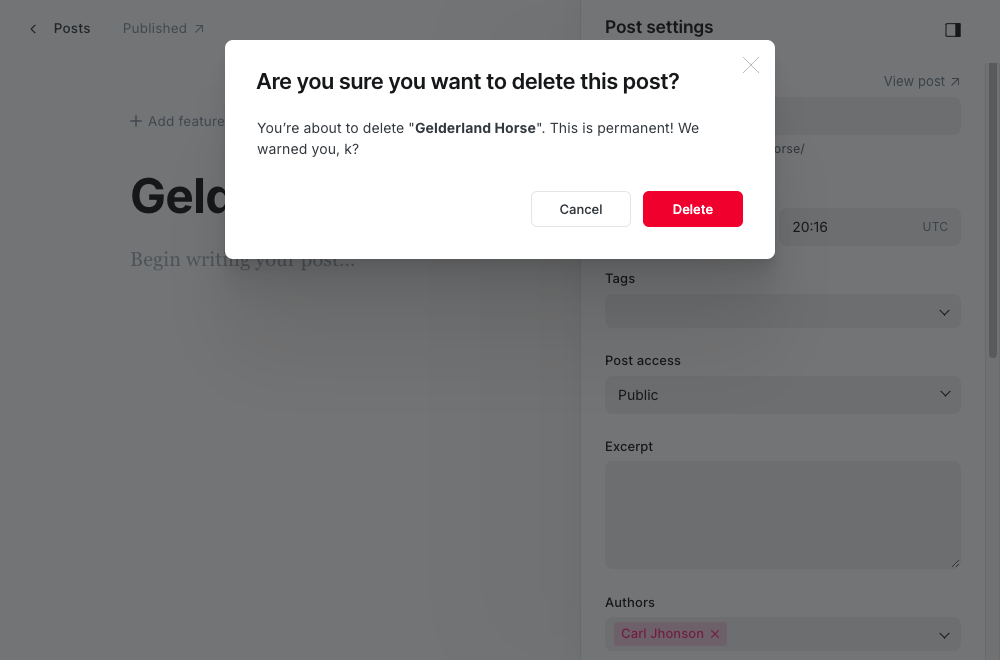 Posts
Published
Post settings
View post
Are you sure you want to delete this post?
You’re about to delete "Gelderland Horse". This is permanent! We
warned you, k?
Cancel
Delete
Add feature
orse/
Geld
20:16
UTC
Begin writing your post...
Tags
Post access
Public
Excerpt
Authors
Carl Jhonson